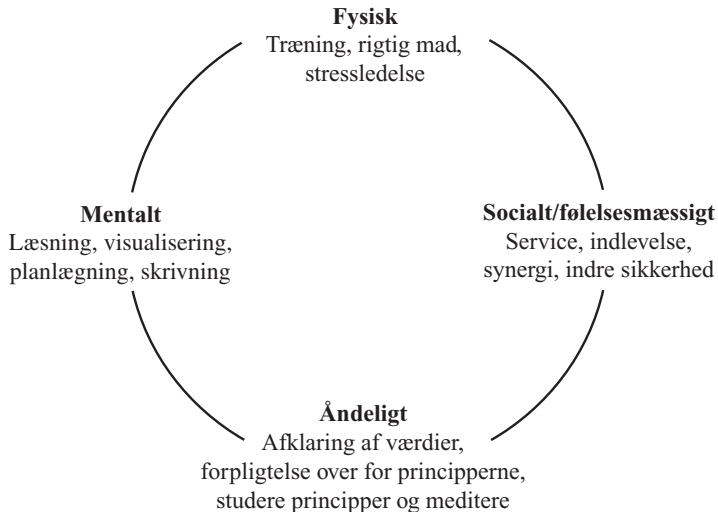 Fysisk
Træning, rigtig mad,
stressledelse
Mentalt
Læsning, visualisering,
planlægning, skrivning
Socialt/følelsesmæssigt
Service, indlevelse,
synergi, indre sikkerhed
Åndeligt
Afklaring af værdier,
forpligtelse over for principperne,
studere principper og meditere